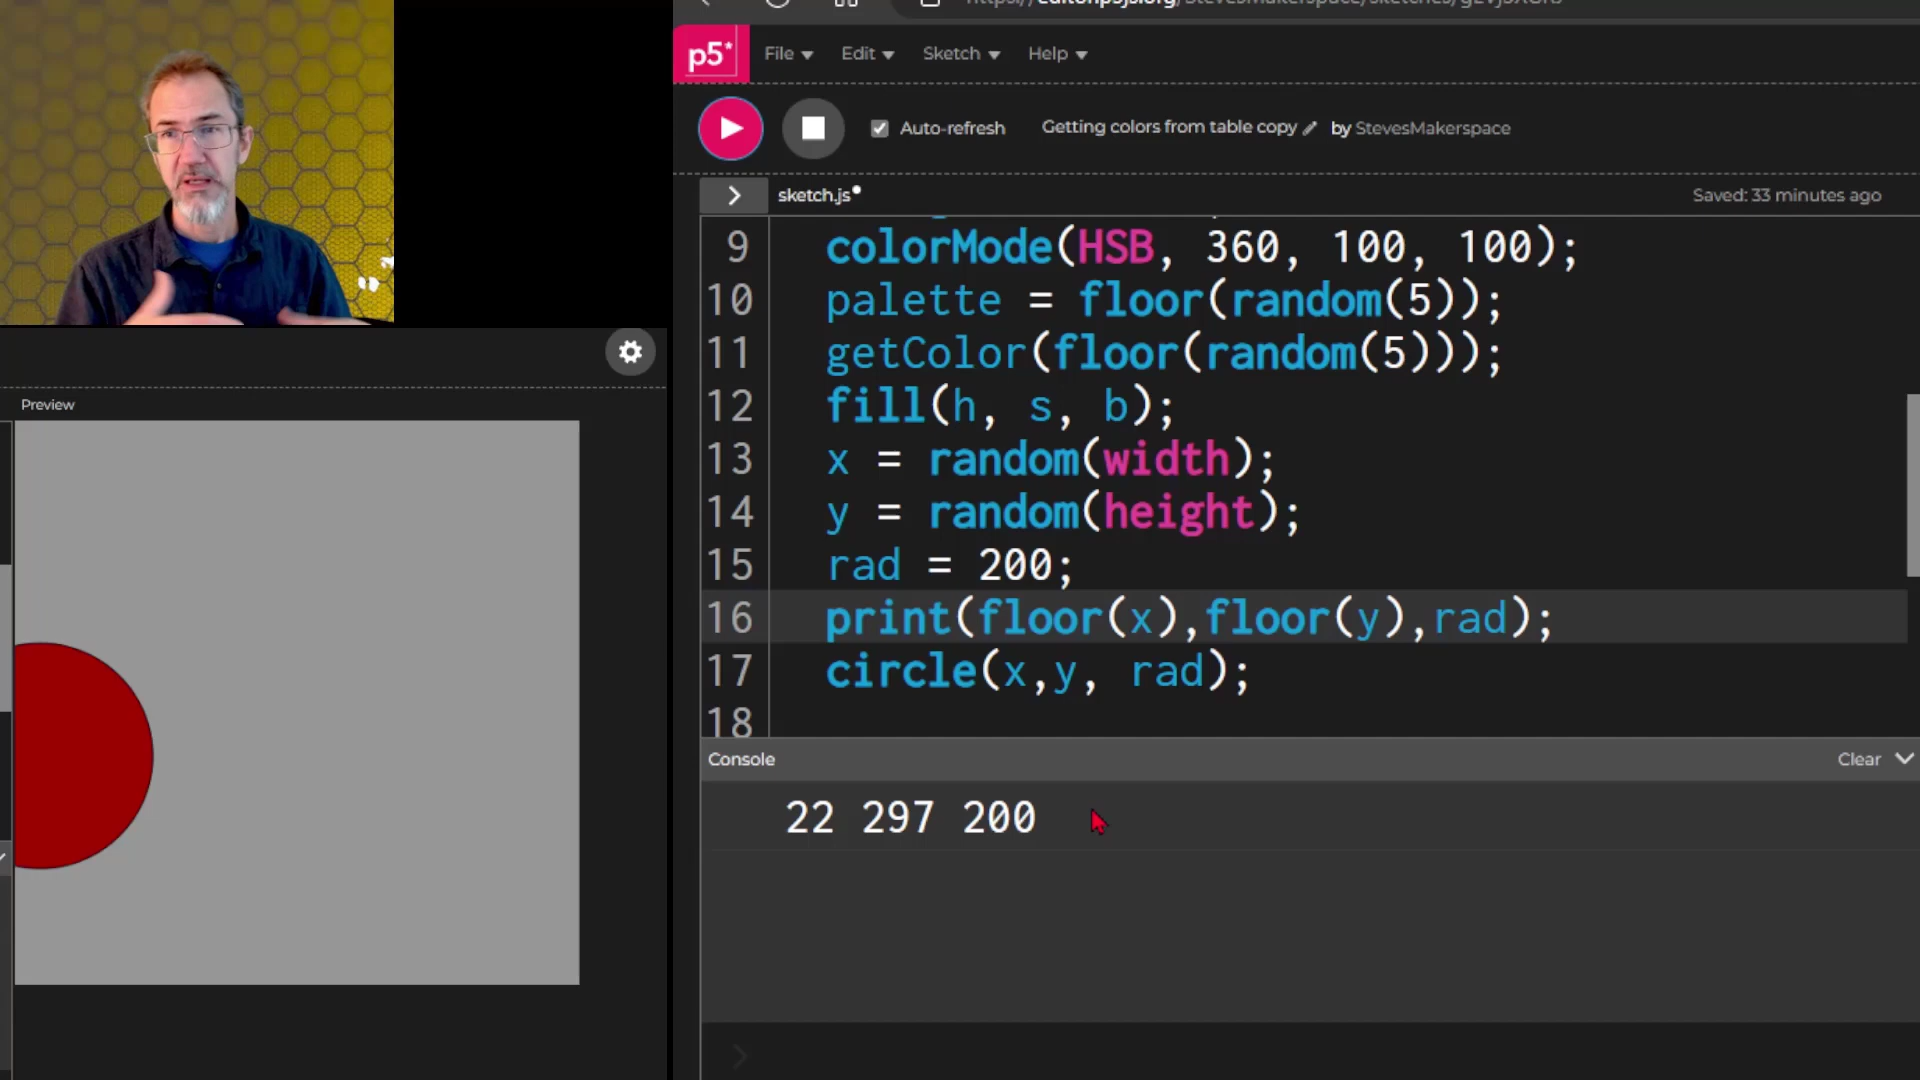 p5*
File
Edit
Sketch
Help
Auto-refresh
Getting colors from table copy
by StevesMakerspace
sketch.js
Saved: 33 minutes ago
Preview
9 colorMode(HSB, 360, 100, 100);
10 palette = floor(random(5));
11 getColor(floor(random(5)));
12 fill(h, s, b);
13 x = random(width);
14 y = random(height);
15 rad = 200;
16 print(floor(x),floor(y),rad);
17 circle(x,y, rad);
18
Console
Clear
22 297 200